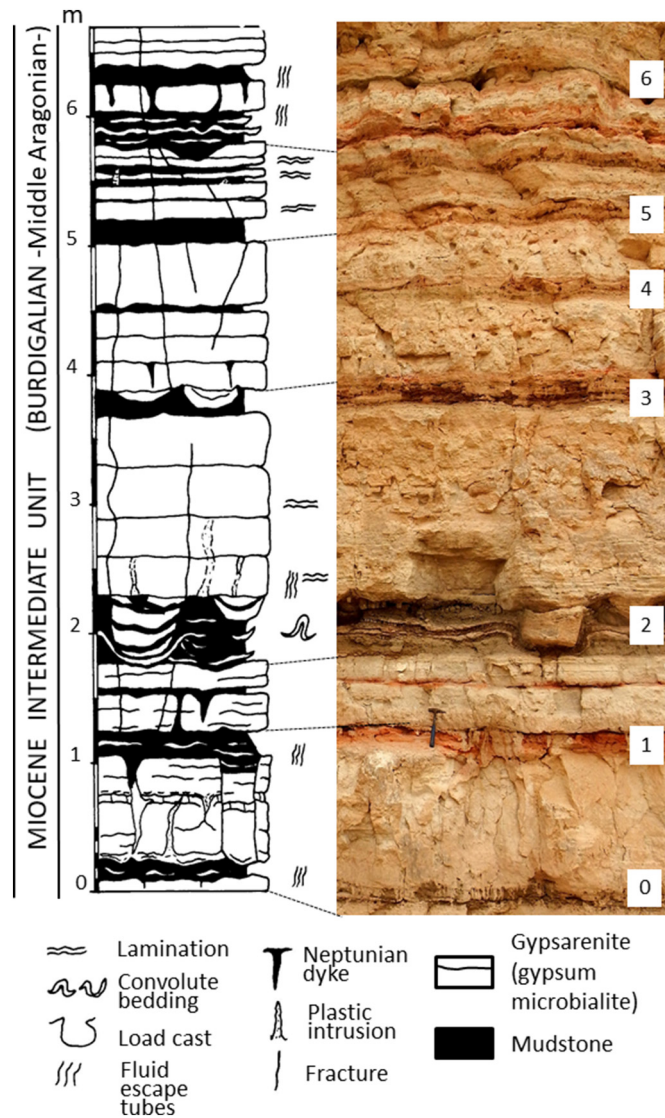 m
MIOCENE INTERMEDIATE UNIT (BURDIGALIAN -Middle Aragonian-)
6
5
4
3
2
1
0
6
5
4
3
2
1
0
Lamination
Convolute
bedding
Load cast
Fluid
escape
tubes
Neptunian
dyke
Plastic
intrusion
Fracture
Gypsarenite
(gypsum
microbialite)
Mudstone